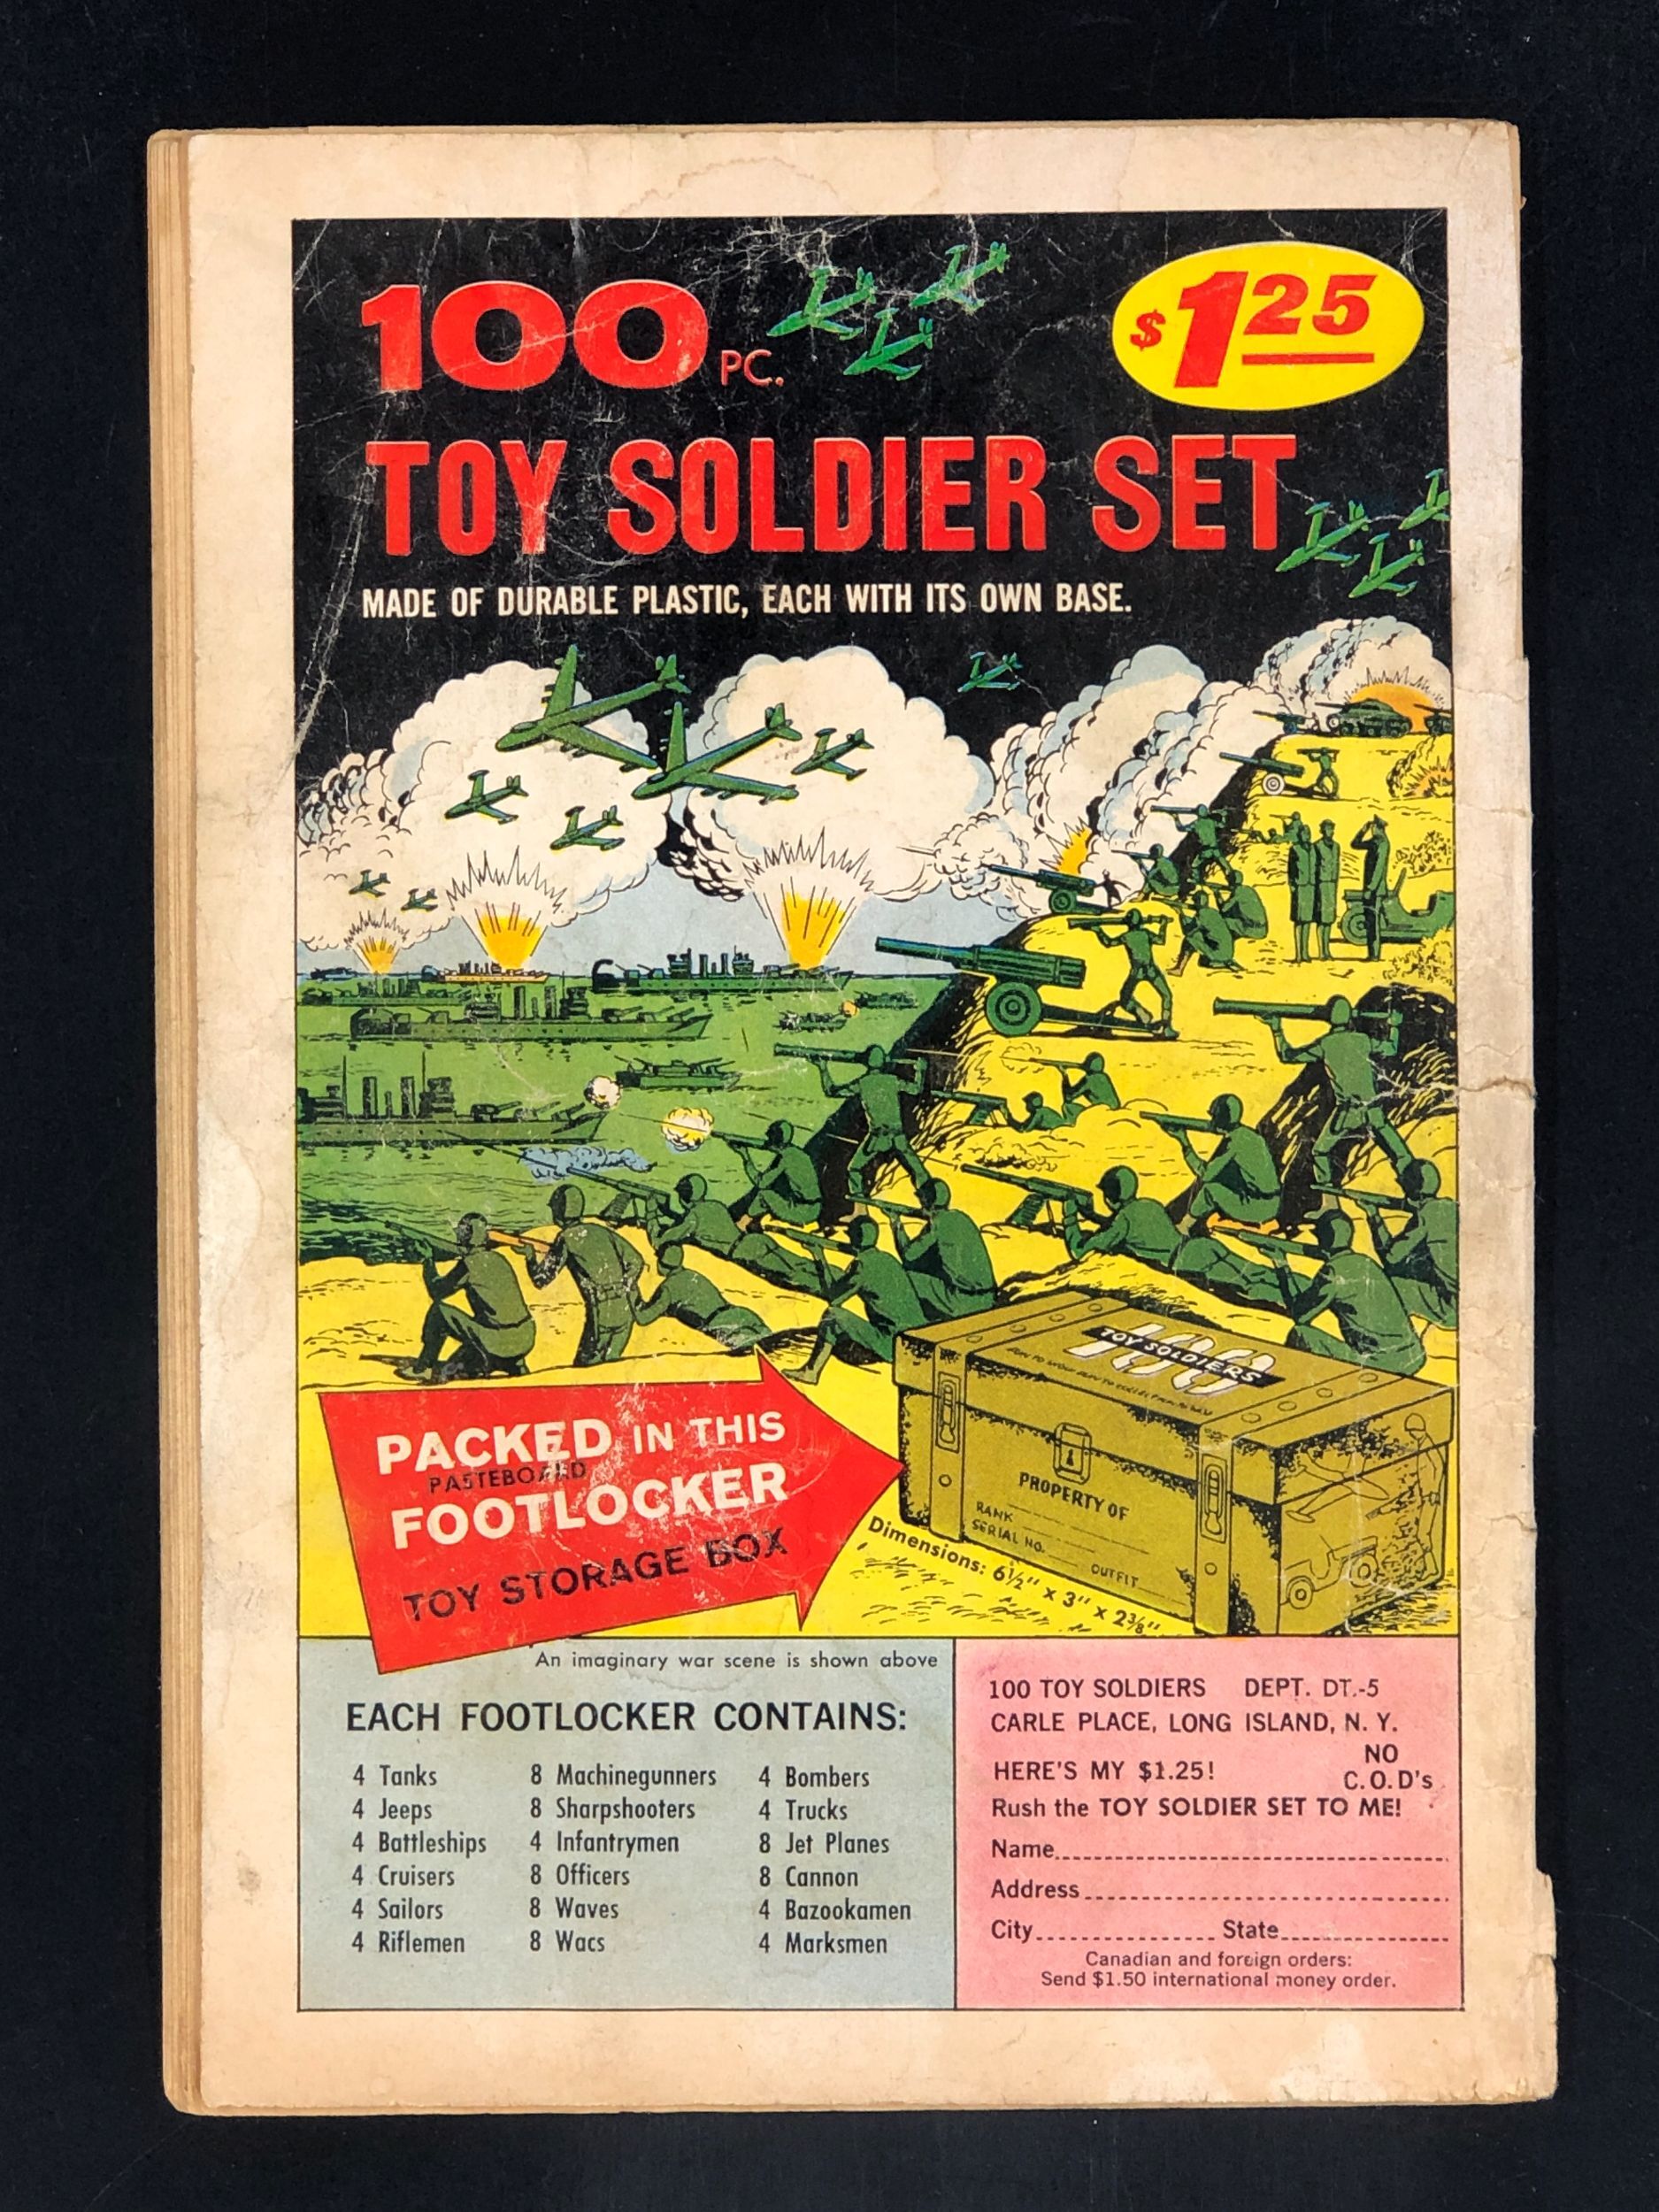 100 PC.
$1.25
TOY SOLDIER SET
MADE OF DURABLE PLASTIC, EACH WITH ITS OWN BASE.
100
TOY SOLDIERS
PACKED IN THIS
PASTEBOARD
FOOTLOCKER
TOY STORAGE BOX
PROPERTY OF
RANK
SERIAL NO.
OUTFIT
Dimensions: 6½" x 3" x 2⅜"
An imaginary war scene is shown above
EACH FOOTLOCKER CONTAINS:
4 Tanks
4 Jeeps
4 Battleships
4 Cruisers
4 Sailors
4 Riflemen
8 Machinegunners
8 Sharpshooters
4 Infantrymen
8 Officers
8 Waves
8 Wacs
4 Bombers
4 Trucks
8 Jet Planes
8 Cannon
4 Bazookamen
4 Marksmen
100 TOY SOLDIERS DEPT. DT.-5
CARLE PLACE, LONG ISLAND, N. Y.
HERE'S MY $1.25!
NO
C.O.D's
Rush the TOY SOLDIER SET TO ME!
Name
Address
City State
Canadian and foreign orders:
Send $1.50 international money order.